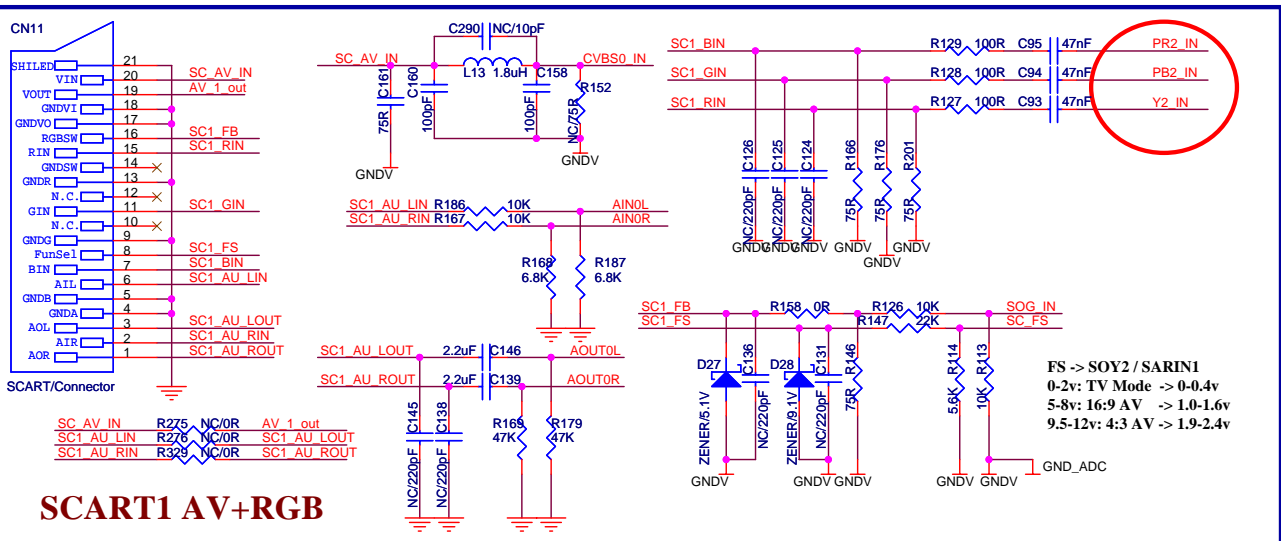 CN11
SHILED 21
VIN 20 SC_AV_IN
VOUT 19 AV_1_out
GNDVI 18
GNDVO 17
RGBSW 16 SC1_FB
RIN 15 SC1_RIN
GNDSW 14
GNDR 13
N.C. 12
GIN 11 SC1_GIN
N.C. 10
GNDG 9
FunSel 8 SC1_FS
BIN 7 SC1_BIN
AIL 6 SC1_AU_LIN
GNDB 5
GNDA 4
AOL 3 SC1_AU_LOUT
AIR 2 SC1_AU_RIN
AOR 1 SC1_AU_ROUT
SCART/Connector
SC_AV_IN R275 NC/0R AV_1_out
SC1_AU_LIN R276 NC/0R SC1_AU_LOUT
SC1_AU_RIN R329 NC/0R SC1_AU_ROUT
SCART1 AV+RGB
C290 NC/10pF
SC_AV_IN CVBS0_IN
L13 1.8uH C158
C161 C160 R152
75R 100pF 100pF NC/75R
GNDV GNDV
SC1_AU_LIN R186 10K AIN0L
SC1_AU_RIN R167 10K AIN0R
R168 R187
6.8K 6.8K
SC1_AU_LOUT 2.2uF C146 AOUT0L
SC1_AU_ROUT 2.2uF C139 AOUT0R
C145 C138 R169 R179
NC/220pF NC/220pF 47K 47K
SC1_BIN R129 100R C95 47nF PR2_IN
SC1_GIN R128 100R C94 47nF PB2_IN
SC1_RIN R127 100R C93 47nF Y2_IN
C126 C125 C124 R166 R176 R201
NC/220pF NC/220pF NC/220pF 75R 75R 75R
GNDV GNDV GNDV GNDV GNDV GNDV
SC1_FB R158 0R R126 10K SOG_IN
SC1_FS R147 22K SC_FS
D27 C136 D28 C131 R146 R114 R113
ZENER/5.1V NC/220pF ZENER/9.1V NC/220pF 75R 5.6K 10K
GNDV GNDV GNDV GNDV GNDV GND_ADC
FS -> SOY2 / SARIN1
0-2v: TV Mode -> 0-0.4v
5-8v: 16:9 AV -> 1.0-1.6v
9.5-12v: 4:3 AV -> 1.9-2.4v